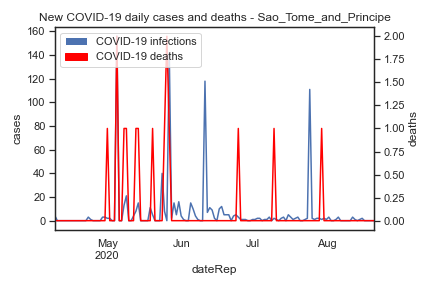 New COVID-19 daily cases and deaths - Sao_Tome_and_Principe
COVID-19 infections
COVID-19 deaths
160
140
120
100
80
60
40
20
0
cases
2.00
1.75
1.50
1.25
1.00
0.75
0.50
0.25
0.00
deaths
May Jun Jul Aug
2020
dateRep